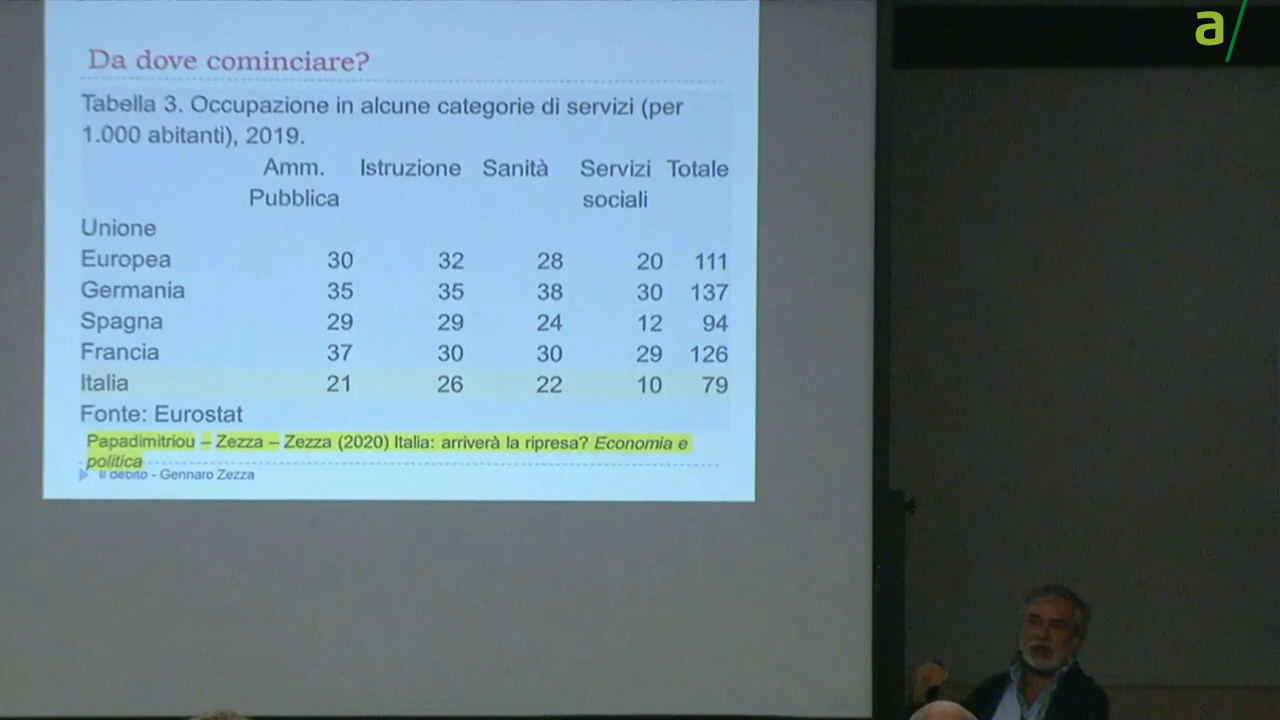 a/
Da dove cominciare?
Tabella 3. Occupazione in alcune categorie di servizi (per
1.000 abitanti), 2019.
Amm. Istruzione Sanità Servizi Totale
Pubblica sociali
Unione
Europea 30 32 28 20 111
Germania 35 35 38 30 137
Spagna 29 29 24 12 94
Francia 37 30 30 29 126
Italia 21 26 22 10 79
Fonte: Eurostat
Papadimitriou – Zezza – Zezza (2020) Italia: arriverà la ripresa? Economia e
politica
Il debito - Gennaro Zezza